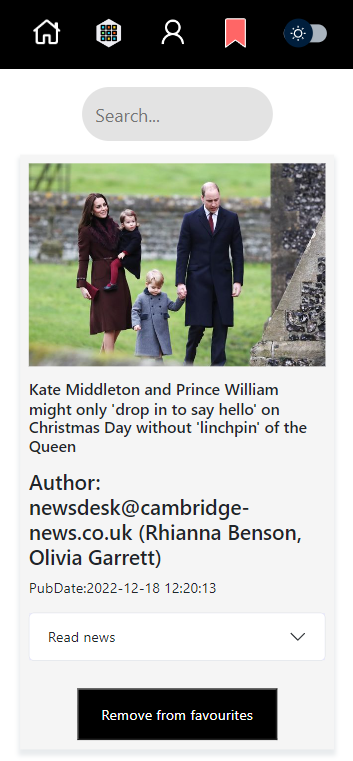 Search...
Kate Middleton and Prince William
might only 'drop in to say hello' on
Christmas Day without 'linchpin' of the
Queen
Author:
newsdesk@cambridge-
news.co.uk (Rhianna Benson,
Olivia Garrett)
PubDate:2022-12-18 12:20:13
Read news
Remove from favourites